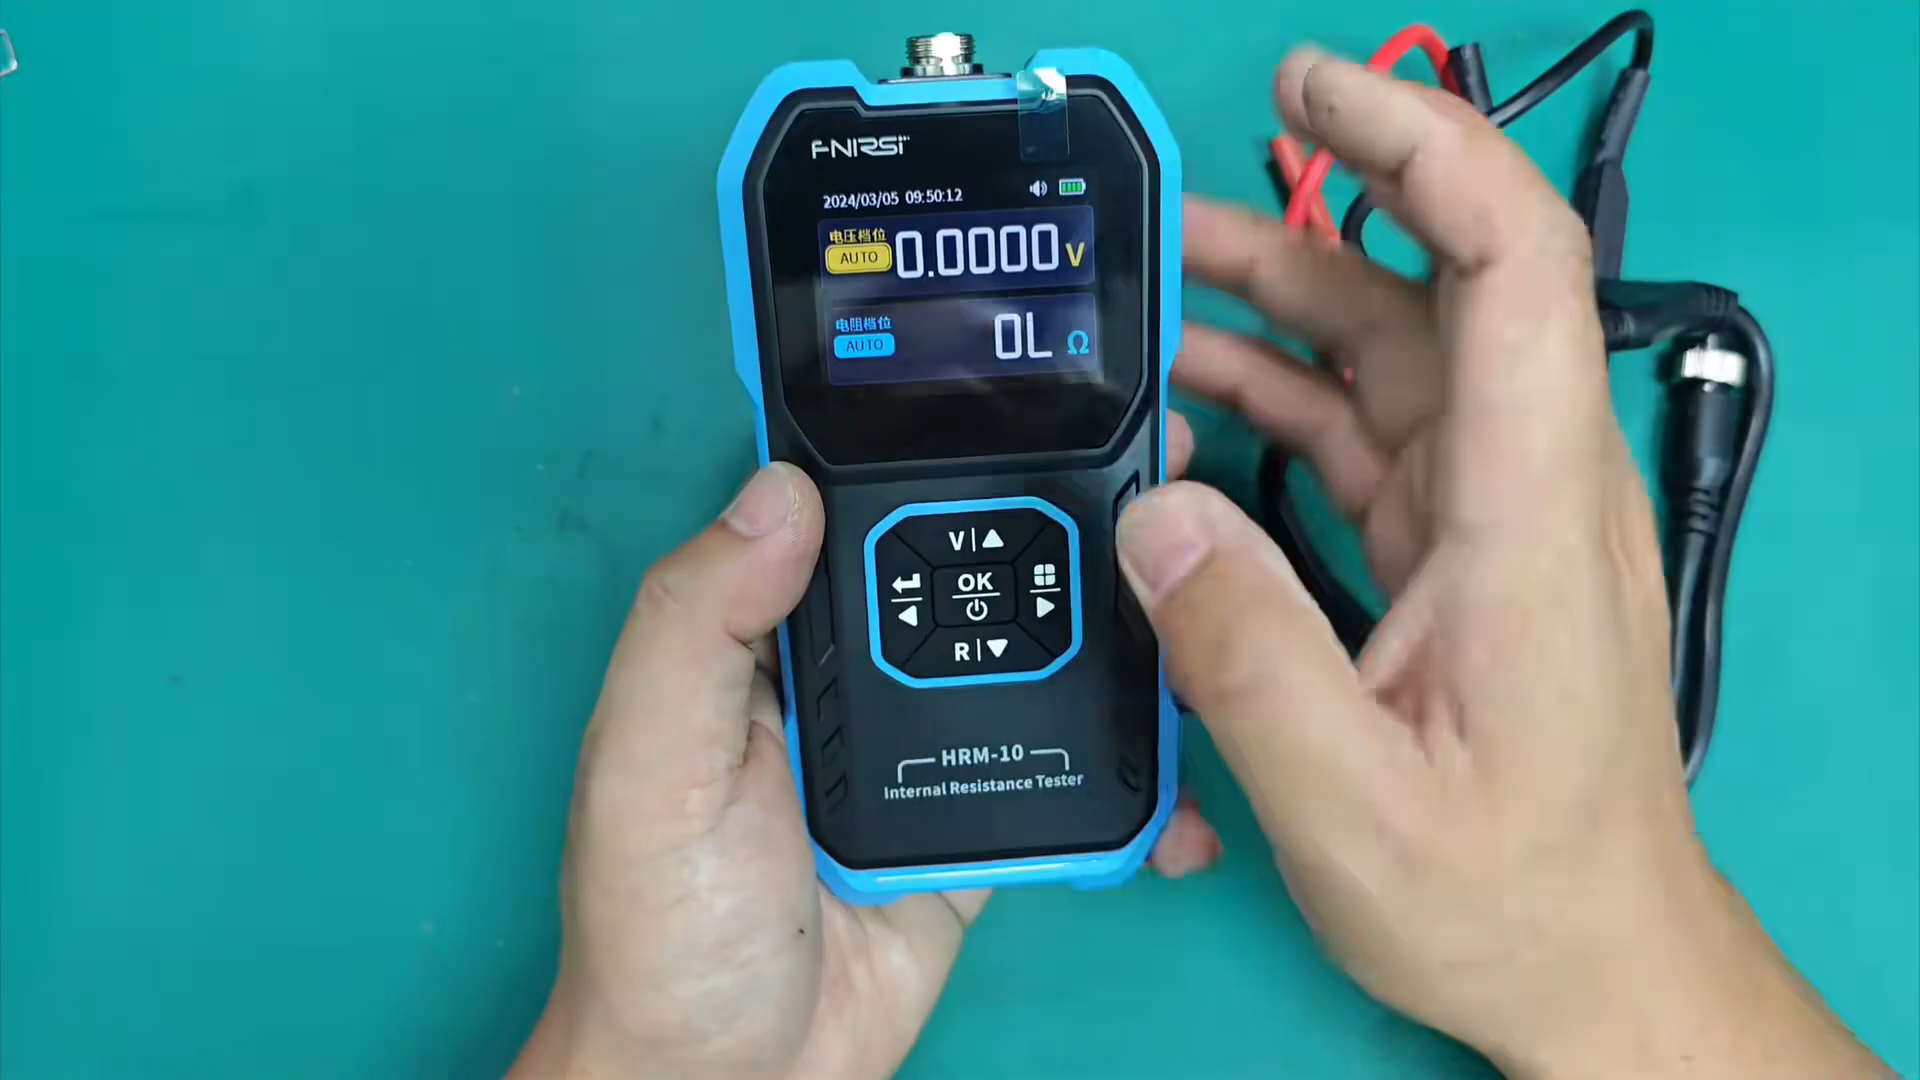 FNIRSI
2024/03/05 09:50:12
电压档位
AUTO
0.0000 V
电阻档位
AUTO
0L Ω
V|▲
OK
R|▼
HRM-10
Internal Resistance Tester